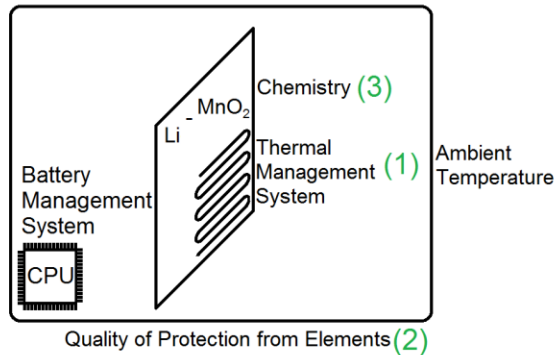 Chemistry (3)
Li - MnO₂
Thermal
Management (1)
System
Ambient
Temperature
Battery
Management
System
CPU
Quality of Protection from Elements (2)